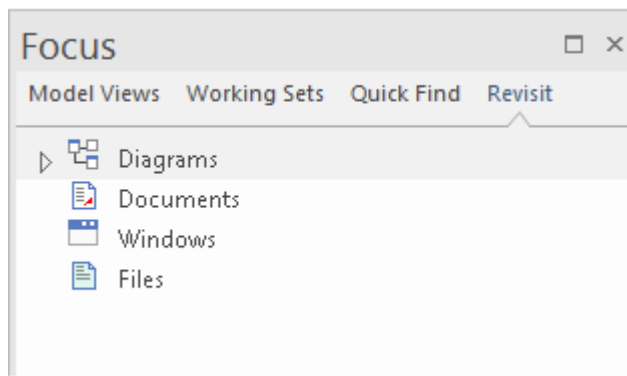 Focus
Model Views Working Sets Quick Find Revisit
Diagrams
Documents
Windows
Files